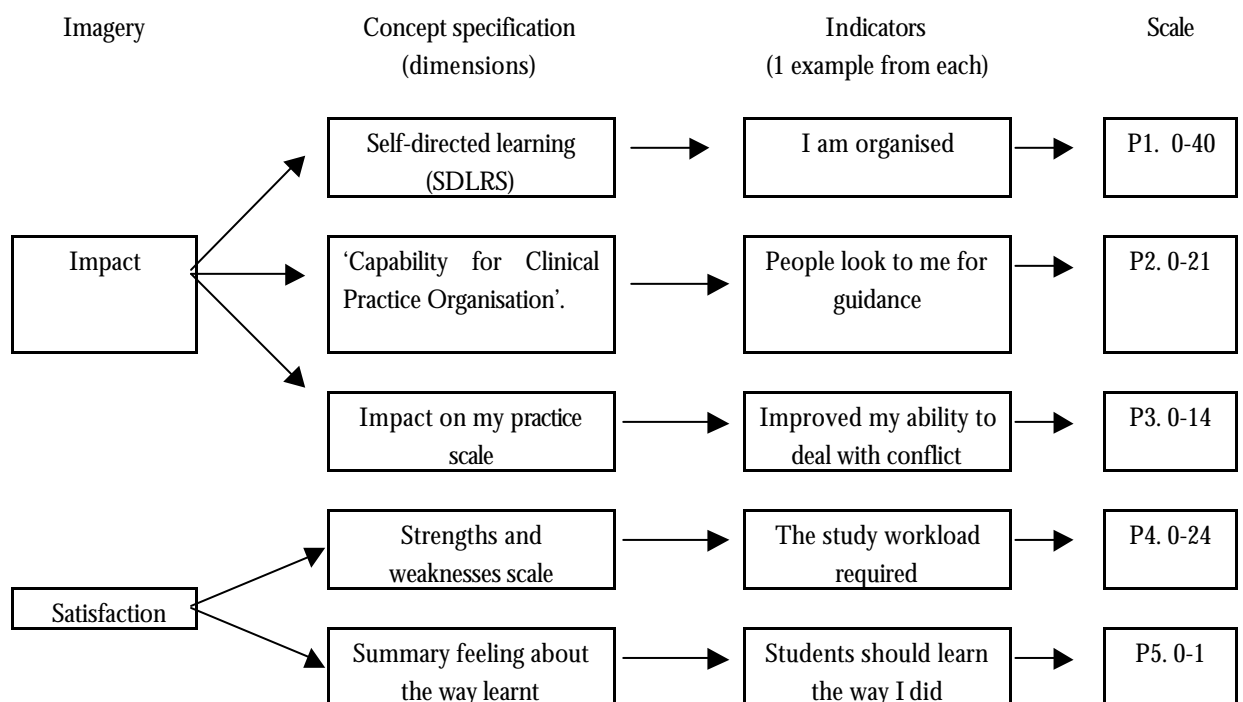 Imagery
Concept specification
(dimensions)
Indicators
(1 example from each)
Scale
Self-directed learning
(SDLRS)
I am organised
P1. 0-40
Impact
‘Capability for Clinical
Practice Organisation’.
People look to me for
guidance
P2. 0-21
Impact on my practice
scale
Improved my ability to
deal with conflict
P3. 0-14
Satisfaction
Strengths and
weaknesses scale
The study workload
required
P4. 0-24
Summary feeling about
the way learnt
Students should learn
the way I did
P5. 0-1